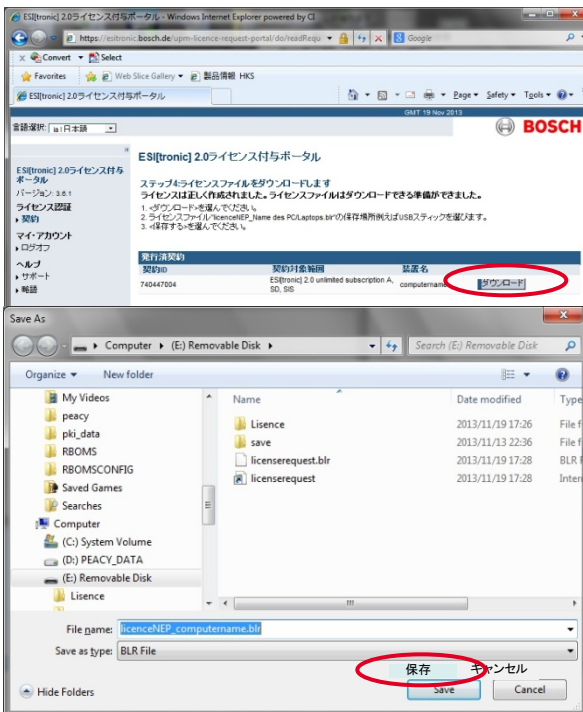 ESI[tronic] 2.0ライセンス付与ポータル - Windows Internet Explorer powered by CI
https://esitronic.bosch.de/upm-licence-request-portal/do/readRequ
Google
x Convert Select
Favorites Web Slice Gallery 製品情報 HKS
ESI[tronic] 2.0ライセンス付与ポータル
Page Safety Tools
GMT 19 Nov 2013
言語選択: ja:日本語
BOSCH
ESI[tronic] 2.0ライセンス付与ポータル
バージョン: 3.6.1
ライセンス認証
契約
マイ・アカウント
ログオフ
ヘルプ
サポート
略語
ESI[tronic] 2.0ライセンス付与ポータル
ステップ4:ライセンスファイルをダウンロードします
ライセンスは正しく作成されました。ライセンスファイルはダウンロードできる準備ができました。
1. <ダウンロード>を選んでください。
2. ライセンスファイル"licenceNEP_Name des PC/Laptops.blr"の保存場所例えばUSBスティックを選びます。
3. <保存する>を選んでください。
発行済契約
契約ID 契約対象範囲 装置名
740447004 ESI[tronic] 2.0 unlimited subscription A, SD, SIS computername ダウンロード
Save As
Computer (E:) Removable Disk
Search (E:) Removable Disk
Organize New folder
My Videos
peacy
pki_data
RBOMS
RBOMSCONFIG
Saved Games
Searches
Computer
(C:) System Volume
(D:) PEACY_DATA
(E:) Removable Disk
Lisence
Name Date modified Type
Lisence 2013/11/19 17:26 File f
save 2013/11/13 22:36 File f
licenserequest.blr 2013/11/19 17:28 BLR F
licenserequest 2013/11/19 17:28 Inter
File name: licenceNEP_computername.blr
Save as type: BLR File
保存 キャンセル
Hide Folders Save Cancel